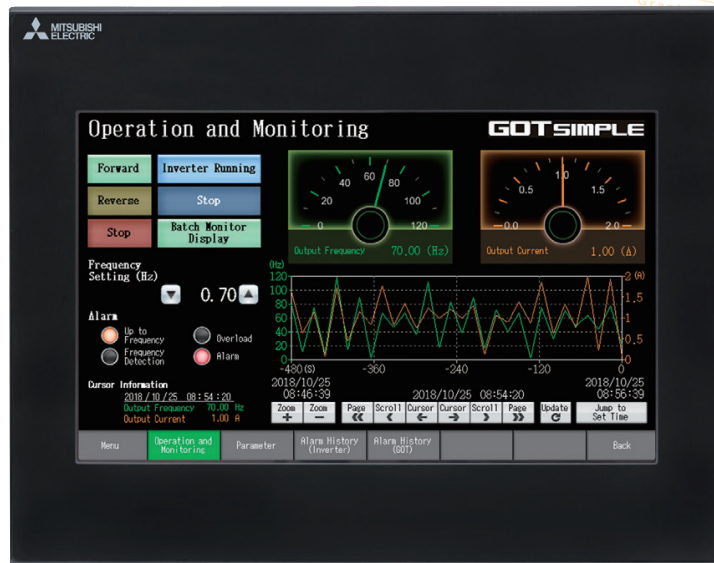 MITSUBISHI
ELECTRIC
Operation and Monitoring
GOT SIMPLE
Forward
Inverter Running
Reverse
Stop
Stop
Batch Monitor
Display
0
20
40
60
80
100
120
Output Frequency 70.00 (Hz)
0.0
0.5
1.0
1.5
2.0
Output Current 1.00 (A)
Frequency
Setting (Hz)
0.70
Alarm
Up to
Frequency
Overload
Frequency
Detection
Alarm
(Hz)
120
100
80
60
40
20
0
2 (A)
1.5
1
0.5
0
-480(S) -360 -240 -120 0
2018/10/25
08:46:39
2018/10/25 08:54:20
2018/10/25
08:56:39
Cursor Information
2018/10/25 08:54:20
Output Frequency 70.00 Hz
Output Current 1.00 A
Zoom
+
Zoom
−
Page
Scroll
Cursor
Cursor
Scroll
Page
Update
Jump to
Set Time
Menu
Operation and
Monitoring
Parameter
Alarm History
(Inverter)
Alarm History
(GOT)
Back